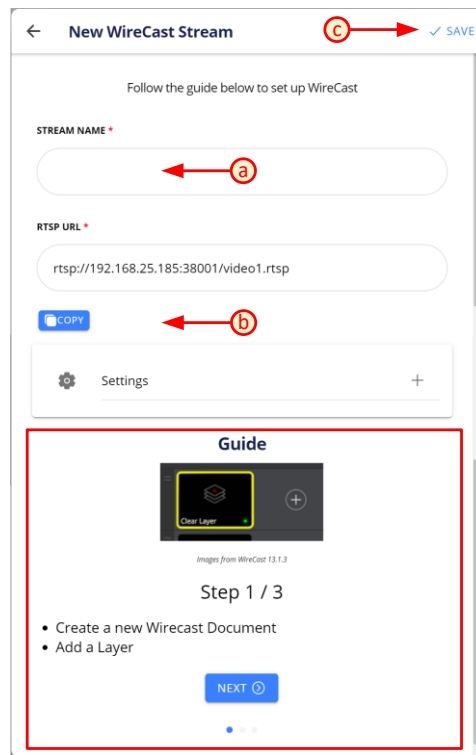 New WireCast Stream
c
SAVE
Follow the guide below to set up WireCast
STREAM NAME *
a
RTSP URL *
rtsp://192.168.25.185:38001/video1.rtsp
COPY
b
Settings
Guide
Clear Layer
Images from WireCast 13.1.3
Step 1 / 3
• Create a new Wirecast Document
• Add a Layer
NEXT